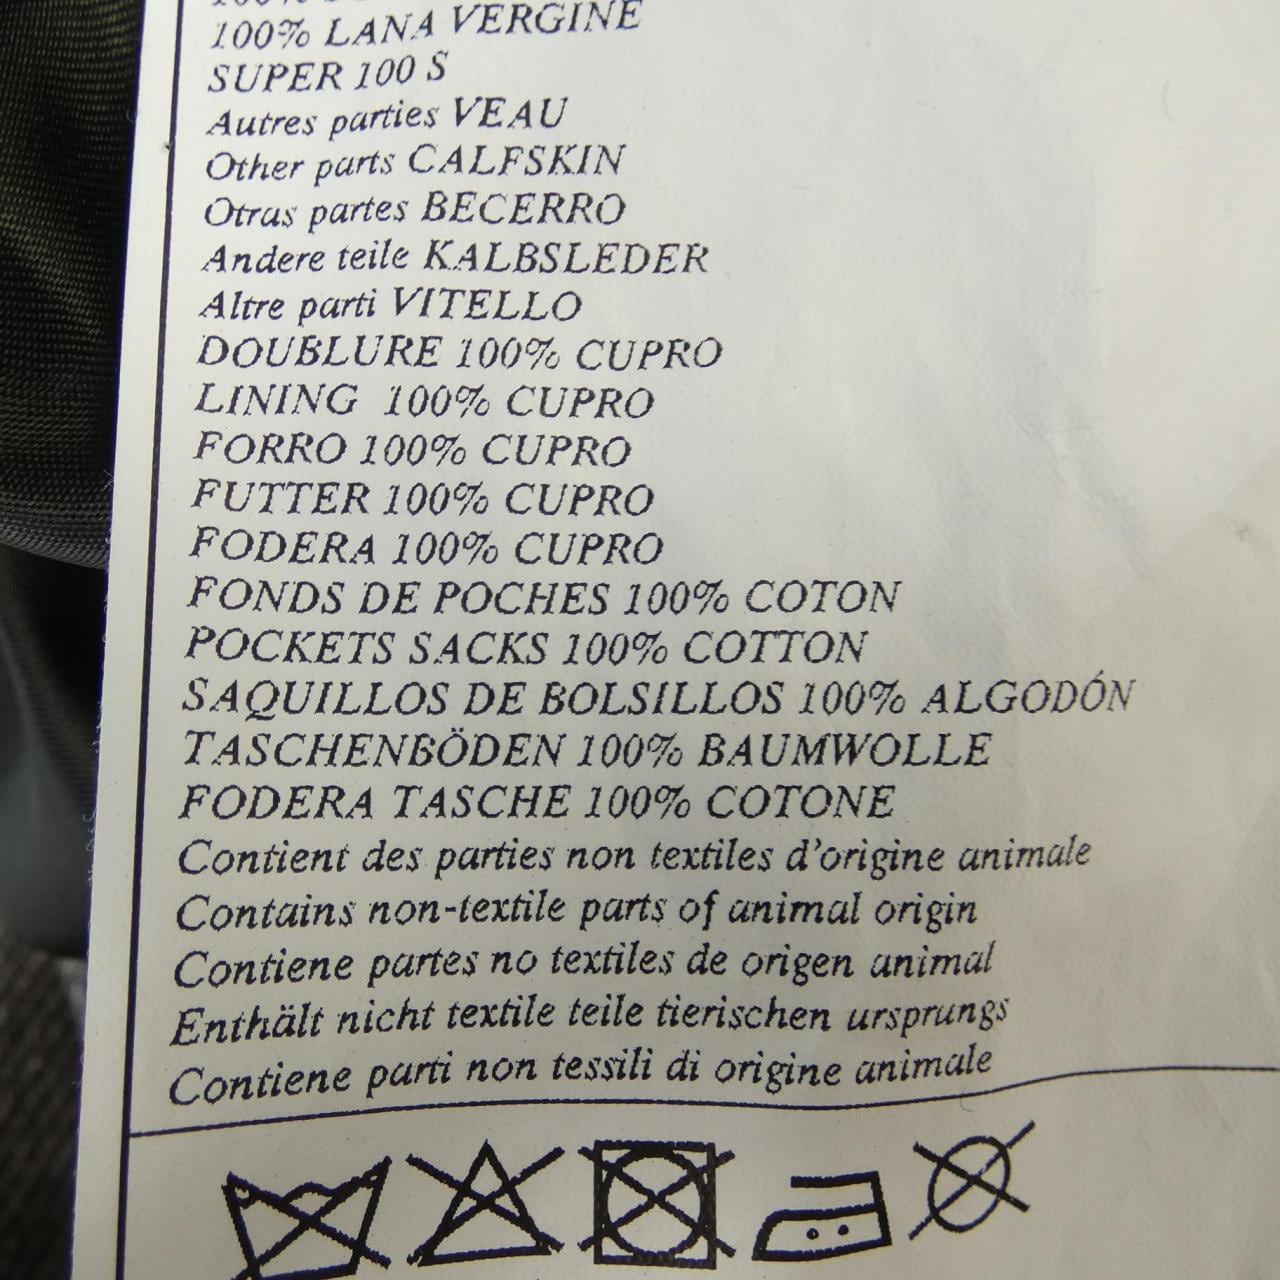 100% LANA VERGINE
SUPER 100 S
Autres parties VEAU
Other parts CALFSKIN
Otras partes BECERRO
Andere teile KALBSLEDER
Altre parti VITELLO
DOUBLURE 100% CUPRO
LINING 100% CUPRO
FORRO 100% CUPRO
FUTTER 100% CUPRO
FODERA 100% CUPRO
FONDS DE POCHES 100% COTON
POCKETS SACKS 100% COTTON
SAQUILLOS DE BOLSILLOS 100% ALGODÓN
TASCHENBÖDEN 100% BAUMWOLLE
FODERA TASCHE 100% COTONE
Contient des parties non textiles d'origine animale
Contains non-textile parts of animal origin
Contiene partes no textiles de origen animal
Enthält nicht textile teile tierischen ursprungs
Contiene parti non tessili di origine animale